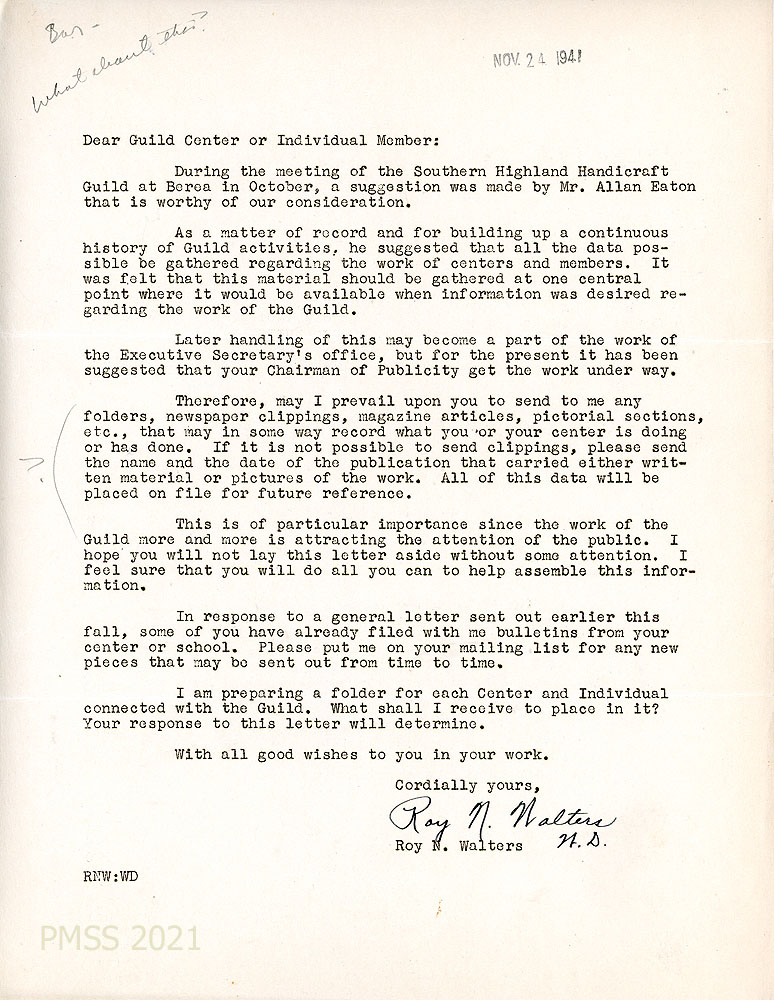 What about this?
NOV. 24 1941
Dear Guild Center or Individual Member:
During the meeting of the Southern Highland Handicraft
Guild at Berea in October, a suggestion was made by Mr. Allan Eaton
that is worthy of our consideration.
As a matter of record and for building up a continuous
history of Guild activities, he suggested that all the data pos-
sible be gathered regarding the work of centers and members. It
was felt that this material should be gathered at one central
point where it would be available when information was desired re-
garding the work of the Guild.
Later handling of this may become a part of the work of
the Executive Secretary's office, but for the present it has been
suggested that your Chairman of Publicity get the work under way.
Therefore, may I prevail upon you to send to me any
folders, newspaper clippings, magazine articles, pictorial sections,
etc., that may in some way record what you or your center is doing
or has done. If it is not possible to send clippings, please send
the name and the date of the publication that carried either writ-
ten material or pictures of the work. All of this data will be
placed on file for future reference.
This is of particular importance since the work of the
Guild more and more is attracting the attention of the public. I
hope you will not lay this letter aside without some attention. I
feel sure that you will do all you can to help assemble this infor-
mation.
In response to a general letter sent out earlier this
fall, some of you have already filed with me bulletins from your
center or school. Please put me on your mailing list for any new
pieces that may be sent out from time to time.
I am preparing a folder for each Center and Individual
connected with the Guild. What shall I receive to place in it?
Your response to this letter will determine.
With all good wishes to you in your work.
Cordially yours,
Roy N. Walters
Roy N. Walters W.D.
RNW:WD
PMSS 2021